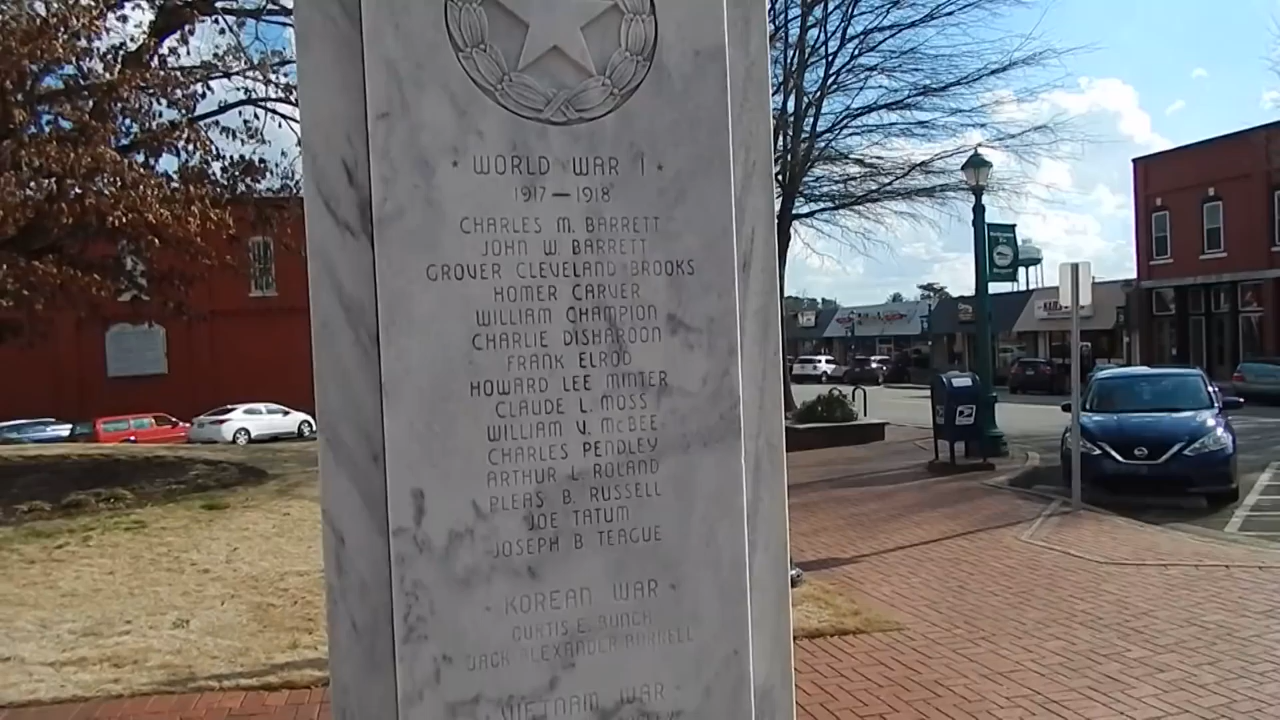 * WORLD WAR I *
1917—1918
CHARLES M. BARRETT
JOHN W. BARRETT
GROVER CLEVELAND BROOKS
HOMER CARVER
WILLIAM CHAMPION
CHARLIE DISHAROON
FRANK ELROD
HOWARD LEE MINTER
CLAUDE L. MOSS
WILLIAM V. McBEE
CHARLES PENDLEY
ARTHUR L. ROLAND
PLEAS B. RUSSELL
JOE TATUM
JOSEPH B TEAGUE
· KOREAN WAR ·
CURTIS E. BUNCH
JACK ALEXANDER
· VIETNAM WAR ·